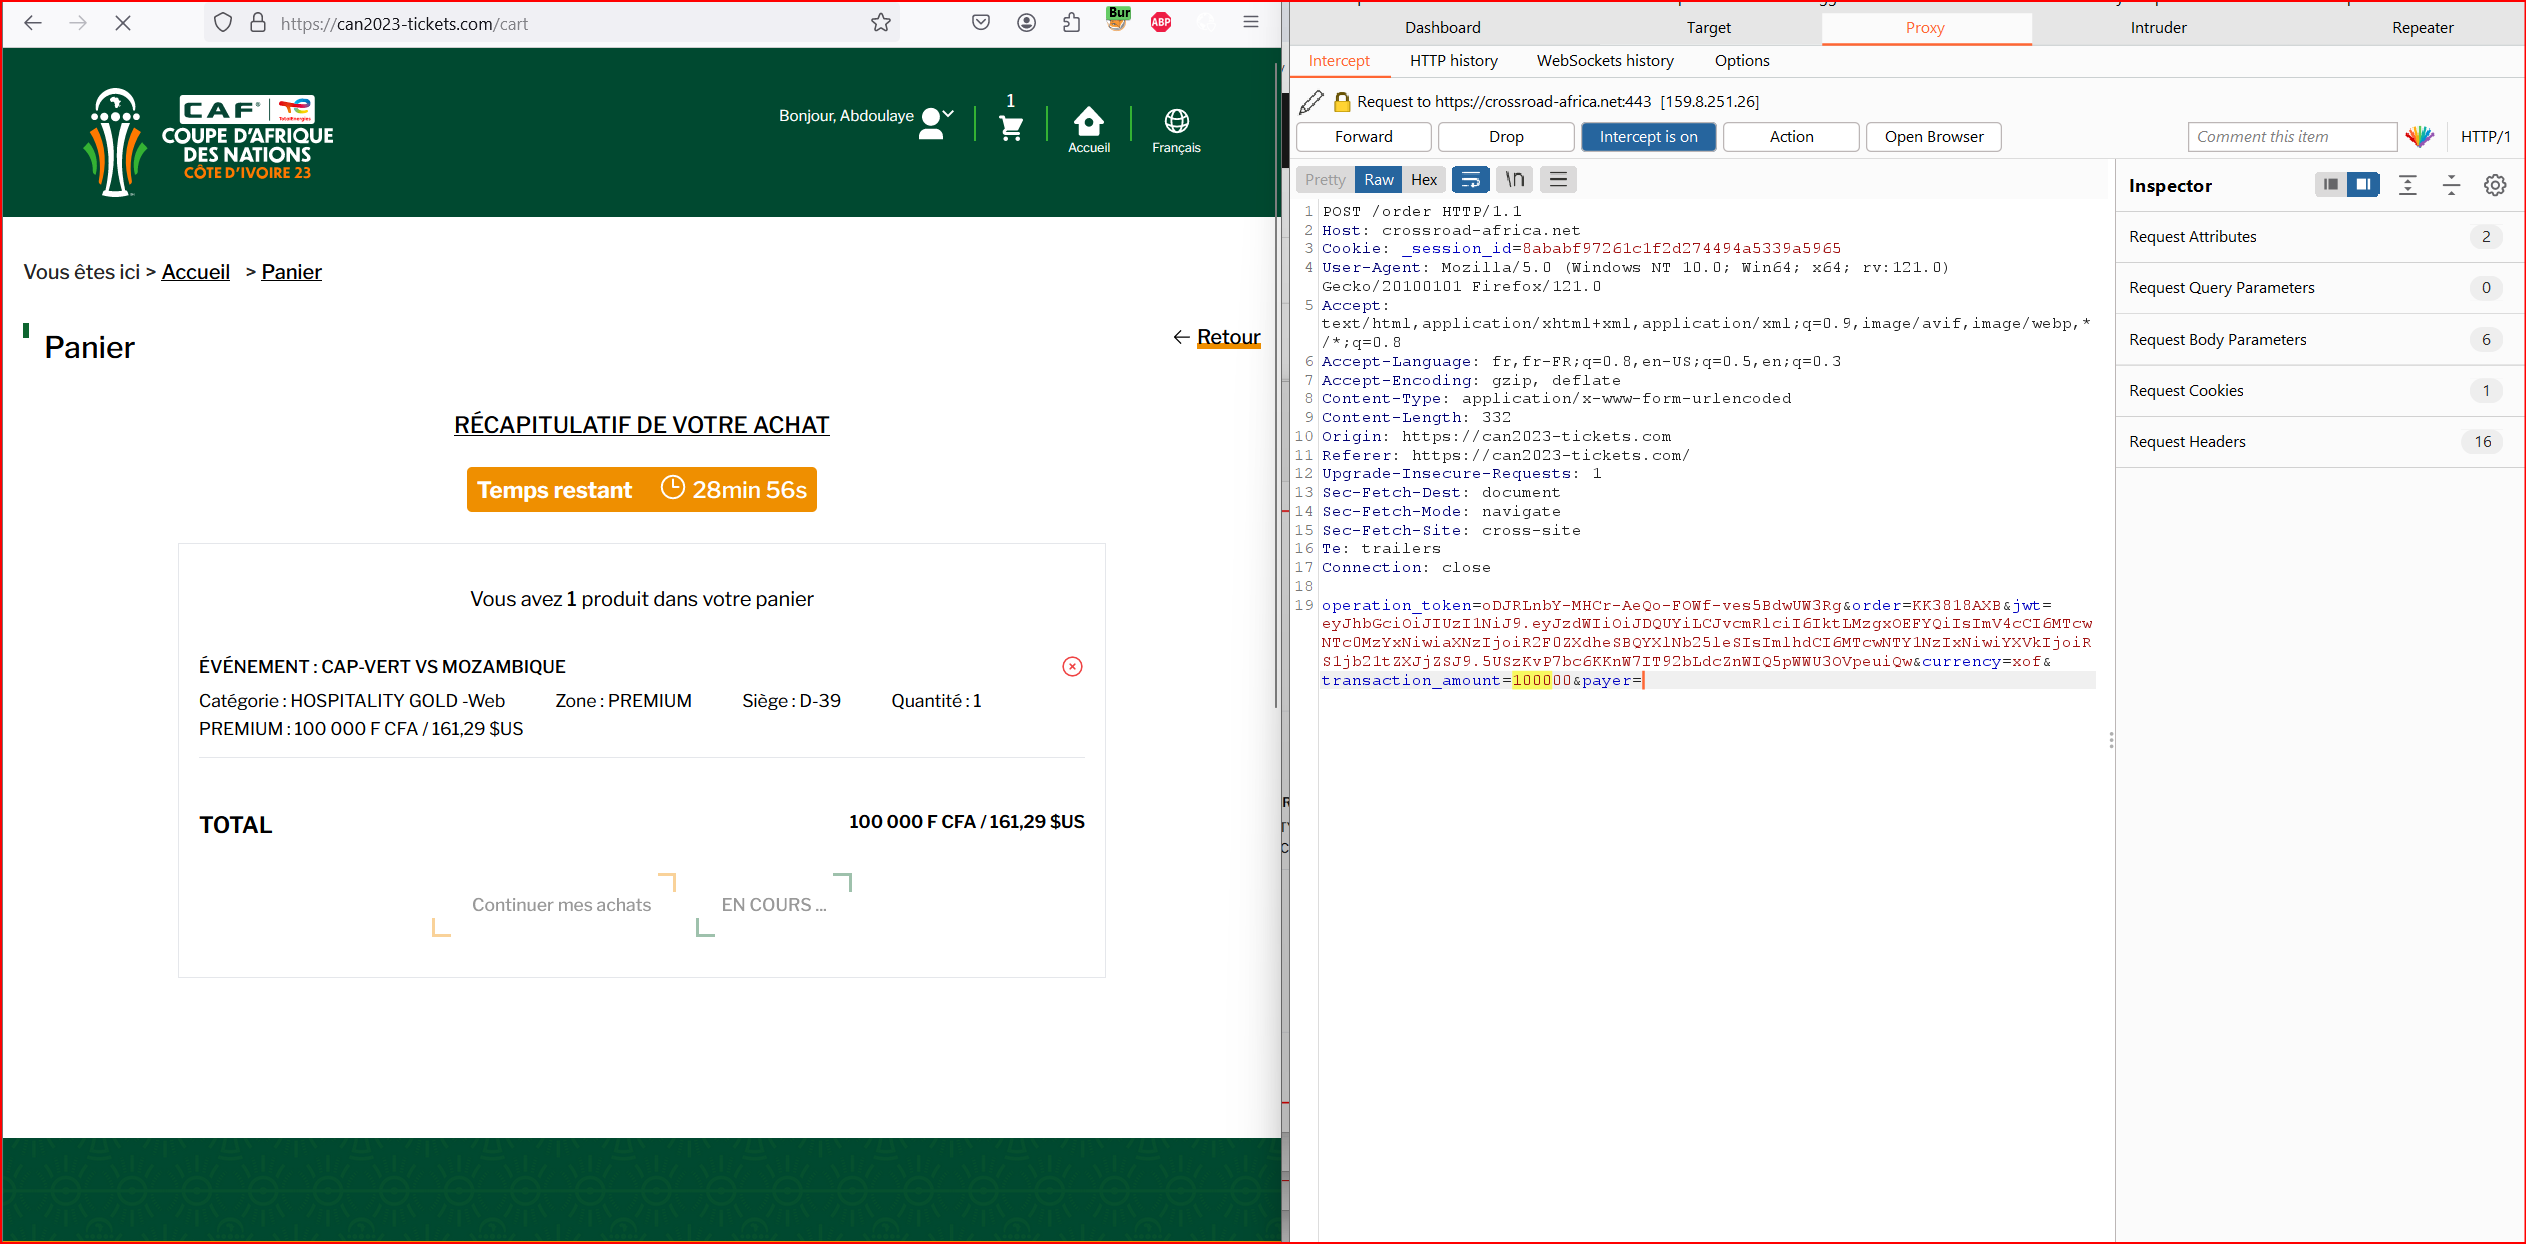 https://can2023-tickets.com/cart
Bur
ABP
CAF
TotalEnergies
COUPE D'AFRIQUE
DES NATIONS
CÔTE D'IVOIRE 23
Bonjour, Abdoulaye
1
Accueil
Français
Vous êtes ici > Accueil > Panier
Panier
Retour
RÉCAPITULATIF DE VOTRE ACHAT
Temps restant 28min 56s
Vous avez 1 produit dans votre panier
ÉVÉNEMENT : CAP-VERT VS MOZAMBIQUE
Catégorie : HOSPITALITY GOLD -Web Zone : PREMIUM Siège : D-39 Quantité : 1
PREMIUM : 100 000 F CFA / 161,29 $US
TOTAL 100 000 F CFA / 161,29 $US
Continuer mes achats EN COURS ...
Dashboard Target Proxy Intruder Repeater
Intercept HTTP history WebSockets history Options
Request to https://crossroad-africa.net:443 [159.8.251.26]
Forward Drop Intercept is on Action Open Browser Comment this item HTTP/1
Pretty Raw Hex \n
1 POST /order HTTP/1.1
2 Host: crossroad-africa.net
3 Cookie: _session_id=8ababf97261c1f2d274494a5339a5965
4 User-Agent: Mozilla/5.0 (Windows NT 10.0; Win64; x64; rv:121.0)
Gecko/20100101 Firefox/121.0
5 Accept:
text/html,application/xhtml+xml,application/xml;q=0.9,image/avif,image/webp,*
/*;q=0.8
6 Accept-Language: fr,fr-FR;q=0.8,en-US;q=0.5,en;q=0.3
7 Accept-Encoding: gzip, deflate
8 Content-Type: application/x-www-form-urlencoded
9 Content-Length: 332
10 Origin: https://can2023-tickets.com
11 Referer: https://can2023-tickets.com/
12 Upgrade-Insecure-Requests: 1
13 Sec-Fetch-Dest: document
14 Sec-Fetch-Mode: navigate
15 Sec-Fetch-Site: cross-site
16 Te: trailers
17 Connection: close
18
19 operation_token=oDJRLnbY-MHCr-AeQo-FOWf-ves5BdwUW3Rg&order=KK3818AXB&jwt=
eyJhbGciOiJIUzI1NiJ9.eyJzdWIiOiJDQUYiLCJvcmRlciI6IktLMzgxOEFYQiIsImV4cCI6MTcw
NTc0MzYxNiwiaXNzIjoiR2F0ZXdheSBQYXlNb25leSIsImlhdCI6MTcwNTY1NzIxNiwiYXVkIjoiR
S1jb21tZXJjZSJ9.5USzKvP7bc6KKnW7IT92bLdcZnWIQ5pWWU3OVpeuiQw&currency=xof&
transaction_amount=100000&payer=
Inspector
Request Attributes 2
Request Query Parameters 0
Request Body Parameters 6
Request Cookies 1
Request Headers 16